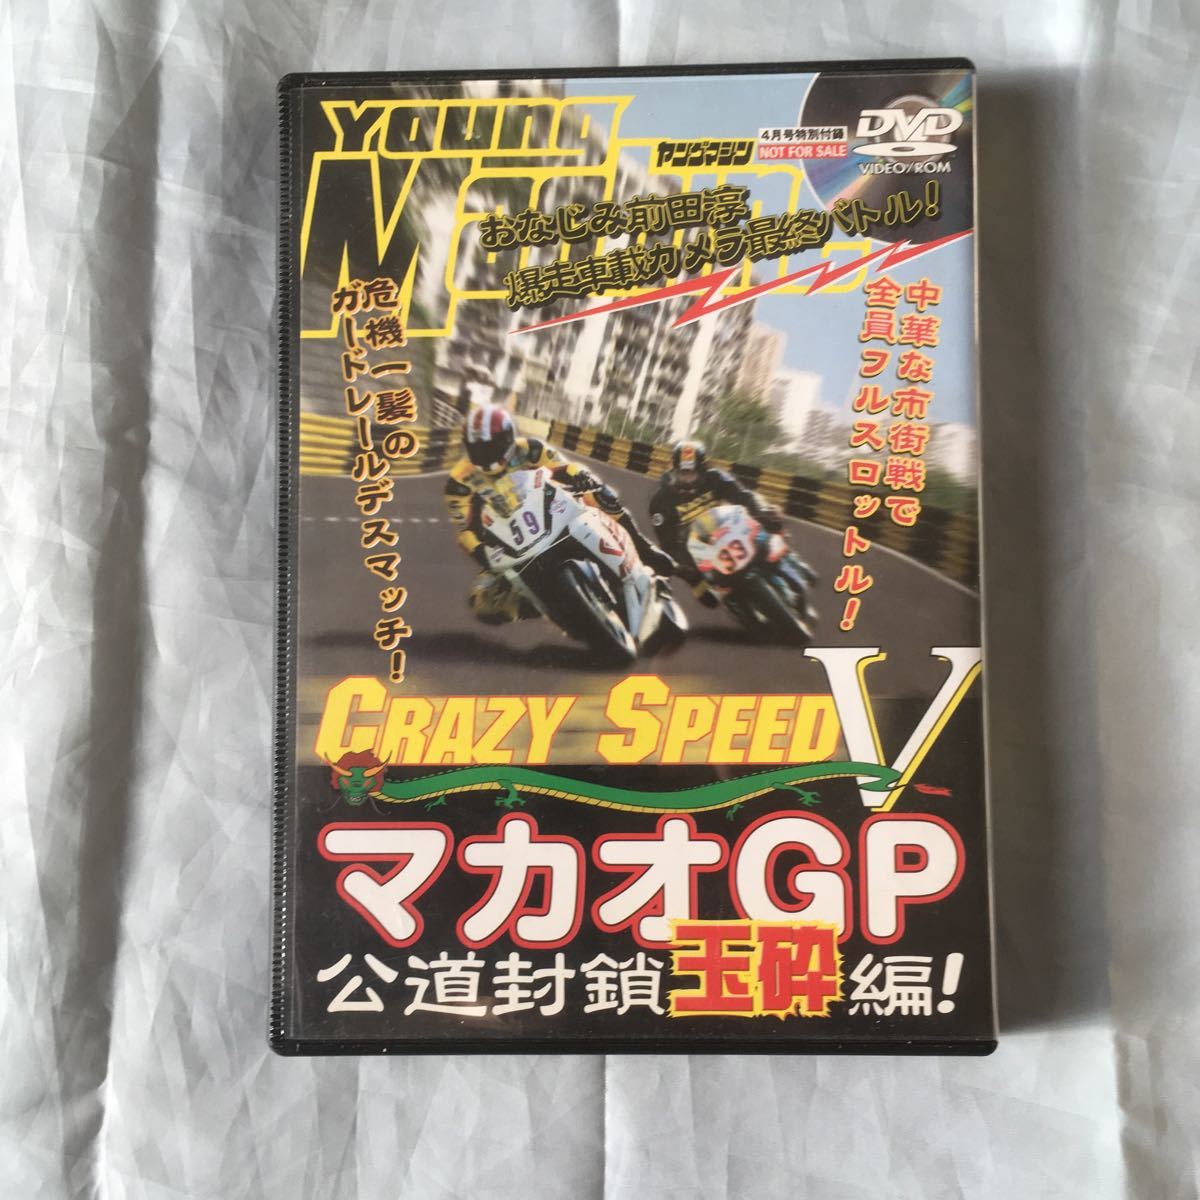 Young
Machine
ヤングマシン
4月号特別付録
NOT FOR SALE
DVD
VIDEO/ROM
おなじみ前田淳
爆走車載カメラ最終バトル!
中華な市街戦で
全員フルスロットル!
危機一髪の
ガードレールデスマッチ!
59
93
CRAZY SPEED V
マカオGP
公道封鎖玉砕編!